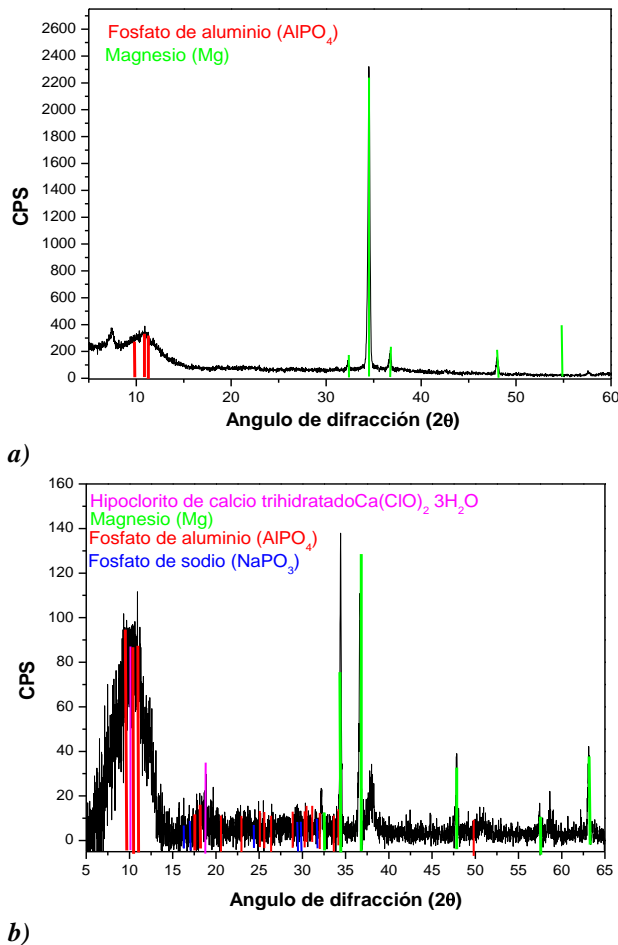 Fosfato de aluminio (AlPO4)
Magnesio (Mg)
2600
2400
2200
2000
1800
1600
1400
1200
1000
800
600
400
200
0
CPS
10 20 30 40 50 60
Angulo de difracción (2θ)
a)
Hipoclorito de calcio trihidratadoCa(ClO)2 3H2O
Magnesio (Mg)
Fosfato de aluminio (AlPO4)
Fosfato de sodio (NaPO3)
160
140
120
100
80
60
40
20
0
CPS
5 10 15 20 25 30 35 40 45 50 55 60 65
Angulo de difracción (2θ)
b)